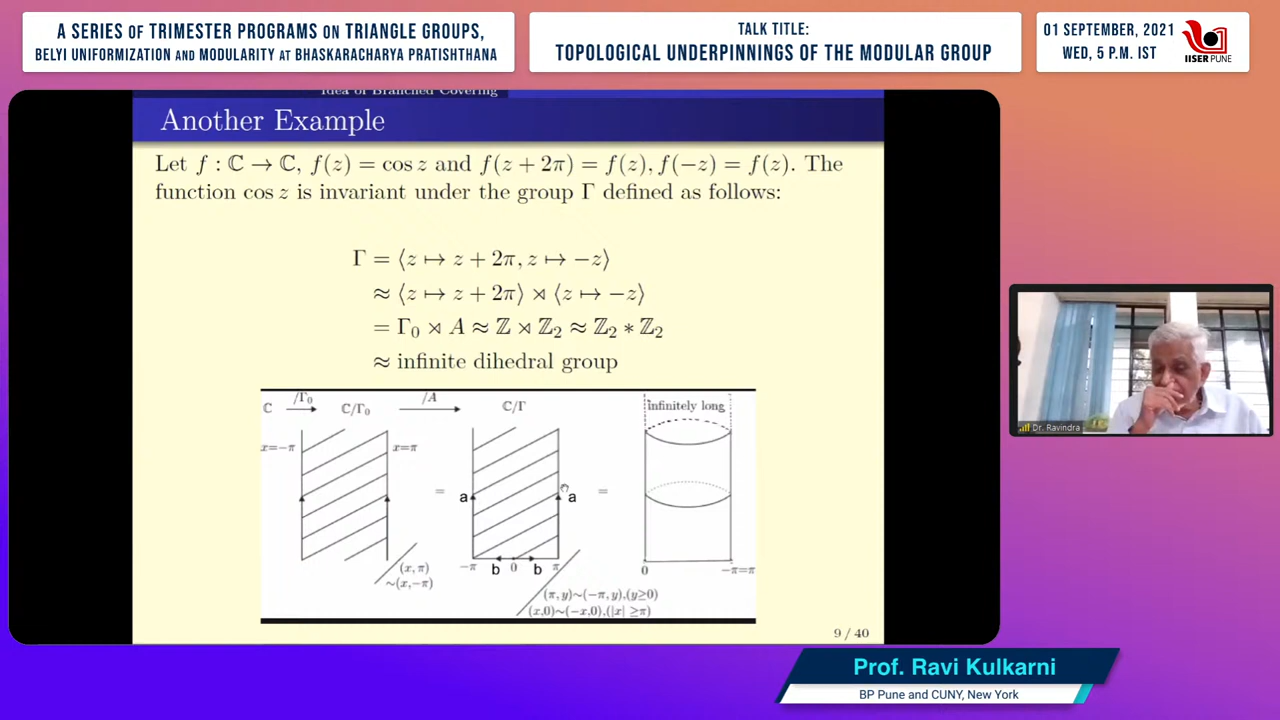 A SERIES OF TRIMESTER PROGRAMS ON TRIANGLE GROUPS,
BELYI UNIFORMIZATION AND MODULARITY AT BHASKARACHARYA PRATISHTHANA
TALK TITLE:
TOPOLOGICAL UNDERPINNINGS OF THE MODULAR GROUP
01 SEPTEMBER, 2021
WED, 5 P.M. IST
IISER PUNE
Idea of Branched Covering
Another Example
Let f : ℂ → ℂ, f(z) = cos z and f(z + 2π) = f(z), f(−z) = f(z). The
function cos z is invariant under the group Γ defined as follows:
Γ = ⟨z ↦ z + 2π, z ↦ −z⟩
≈ ⟨z ↦ z + 2π⟩ ⋊ ⟨z ↦ −z⟩
= Γ₀ ⋊ A ≈ ℤ ⋊ ℤ₂ ≈ ℤ₂ ∗ ℤ₂
≈ infinite dihedral group
ℂ /Γ₀ ℂ/Γ₀ /A ℂ/Γ infinitely long
x=−π x=π
a a
= =
−π b 0 b π 0 −π=π
(x,π)
~(x,−π)
(π,y)~(−π,y),(y≥0)
(x,0)~(−x,0),(|x| ≥π)
9 / 40
Dr. Ravindra
Prof. Ravi Kulkarni
BP Pune and CUNY, New York